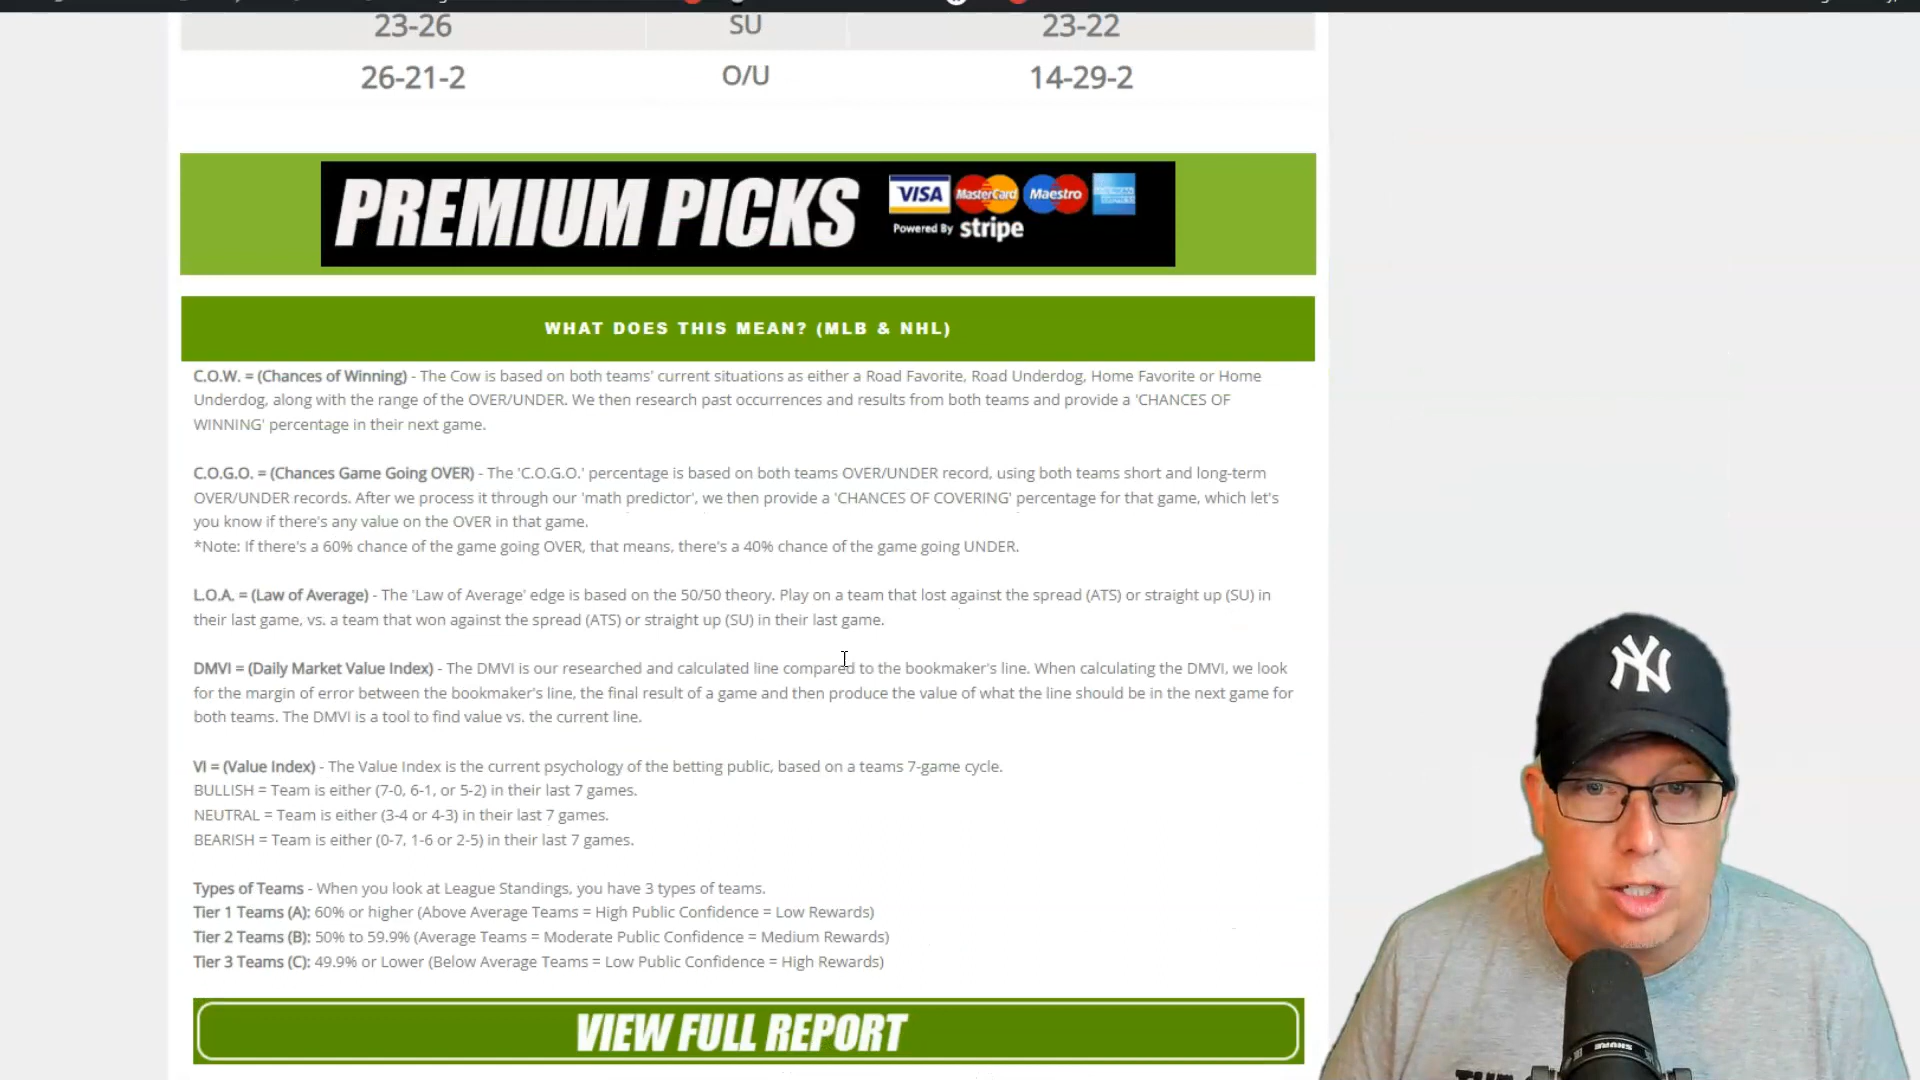 23-26 SU 23-22
26-21-2 O/U 14-29-2
PREMIUM PICKS VISA MasterCard Maestro
Powered By stripe
WHAT DOES THIS MEAN? (MLB & NHL)
C.O.W. = (Chances of Winning) - The Cow is based on both teams' current situations as either a Road Favorite, Road Underdog, Home Favorite or Home
Underdog, along with the range of the OVER/UNDER. We then research past occurrences and results from both teams and provide a 'CHANCES OF
WINNING' percentage in their next game.
C.O.G.O. = (Chances Game Going OVER) - The 'C.O.G.O.' percentage is based on both teams OVER/UNDER record, using both teams short and long-term
OVER/UNDER records. After we process it through our 'math predictor', we then provide a 'CHANCES OF COVERING' percentage for that game, which let's
you know if there's any value on the OVER in that game.
*Note: If there's a 60% chance of the game going OVER, that means, there's a 40% chance of the game going UNDER.
L.O.A. = (Law of Average) - The 'Law of Average' edge is based on the 50/50 theory. Play on a team that lost against the spread (ATS) or straight up (SU) in
their last game, vs. a team that won against the spread (ATS) or straight up (SU) in their last game.
DMVI = (Daily Market Value Index) - The DMVI is our researched and calculated line compared to the bookmaker's line. When calculating the DMVI, we look
for the margin of error between the bookmaker's line, the final result of a game and then produce the value of what the line should be in the next game for
both teams. The DMVI is a tool to find value vs. the current line.
VI = (Value Index) - The Value Index is the current psychology of the betting public, based on a teams 7-game cycle.
BULLISH = Team is either (7-0, 6-1, or 5-2) in their last 7 games.
NEUTRAL = Team is either (3-4 or 4-3) in their last 7 games.
BEARISH = Team is either (0-7, 1-6 or 2-5) in their last 7 games.
Types of Teams - When you look at League Standings, you have 3 types of teams.
Tier 1 Teams (A): 60% or higher (Above Average Teams = High Public Confidence = Low Rewards)
Tier 2 Teams (B): 50% to 59.9% (Average Teams = Moderate Public Confidence = Medium Rewards)
Tier 3 Teams (C): 49.9% or Lower (Below Average Teams = Low Public Confidence = High Rewards)
VIEW FULL REPORT
NY
SHURE